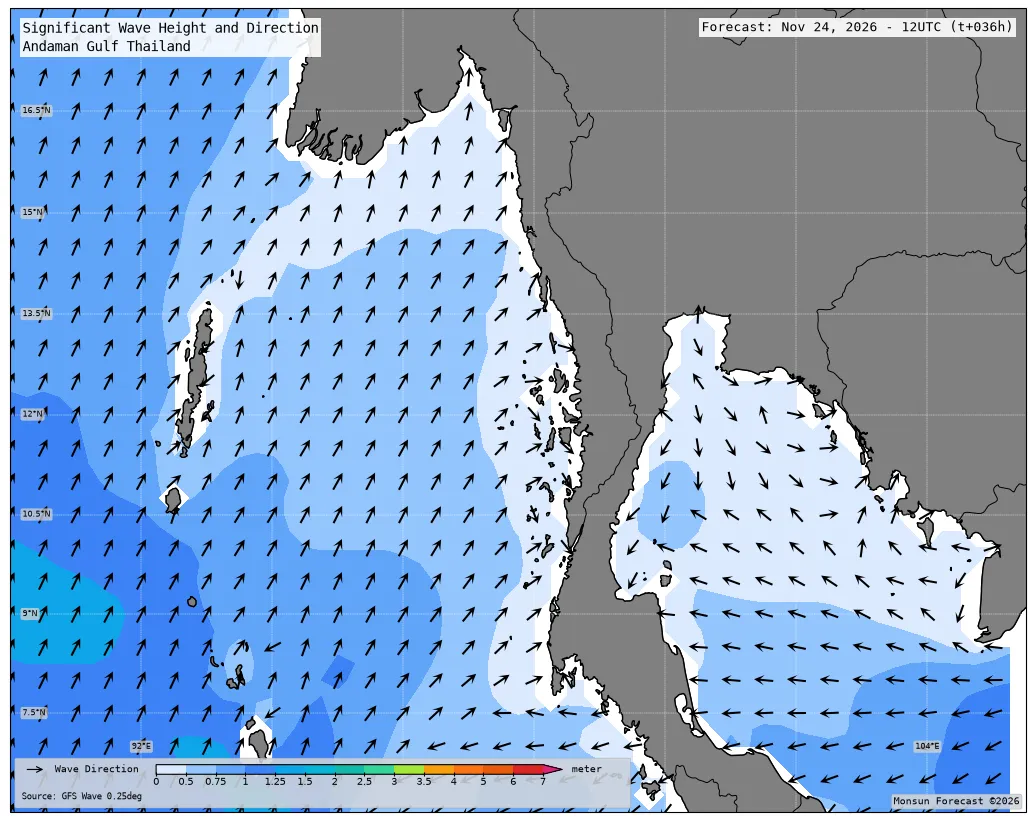 Significant Wave Height and Direction
Andaman Gulf Thailand
Forecast: Nov 24, 2026 - 12UTC (t+036h)
16.5°N
15°N
13.5°N
12°N
10.5°N
9°N
7.5°N
92°E
104°E
Wave Direction
0 0.5 0.75 1 1.25 1.5 2 2.5 3 3.5 4 5 6 7
meter
Source: GFS Wave 0.25deg
Monsun Forecast ©2026